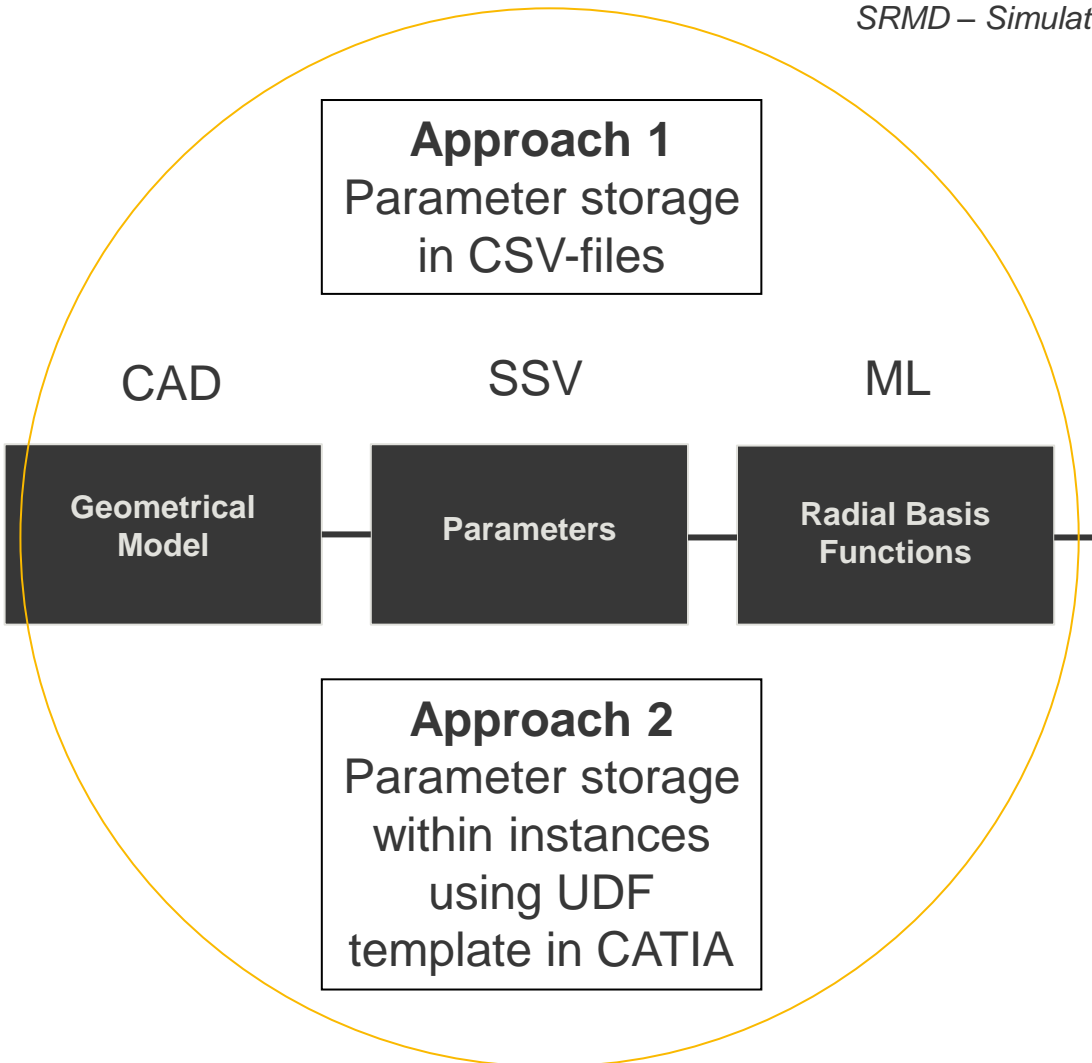 SRMD – Simulat
Approach 1
Parameter storage
in CSV-files
CAD
SSV
ML
Geometrical
Model
Parameters
Radial Basis
Functions
Approach 2
Parameter storage
within instances
using UDF
template in CATIA